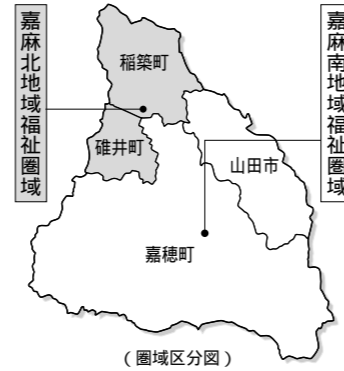 嘉麻北地域福祉圏域
嘉麻南地域福祉圏域
稲築町
碓井町
山田市
嘉穂町
(圏域区分図)